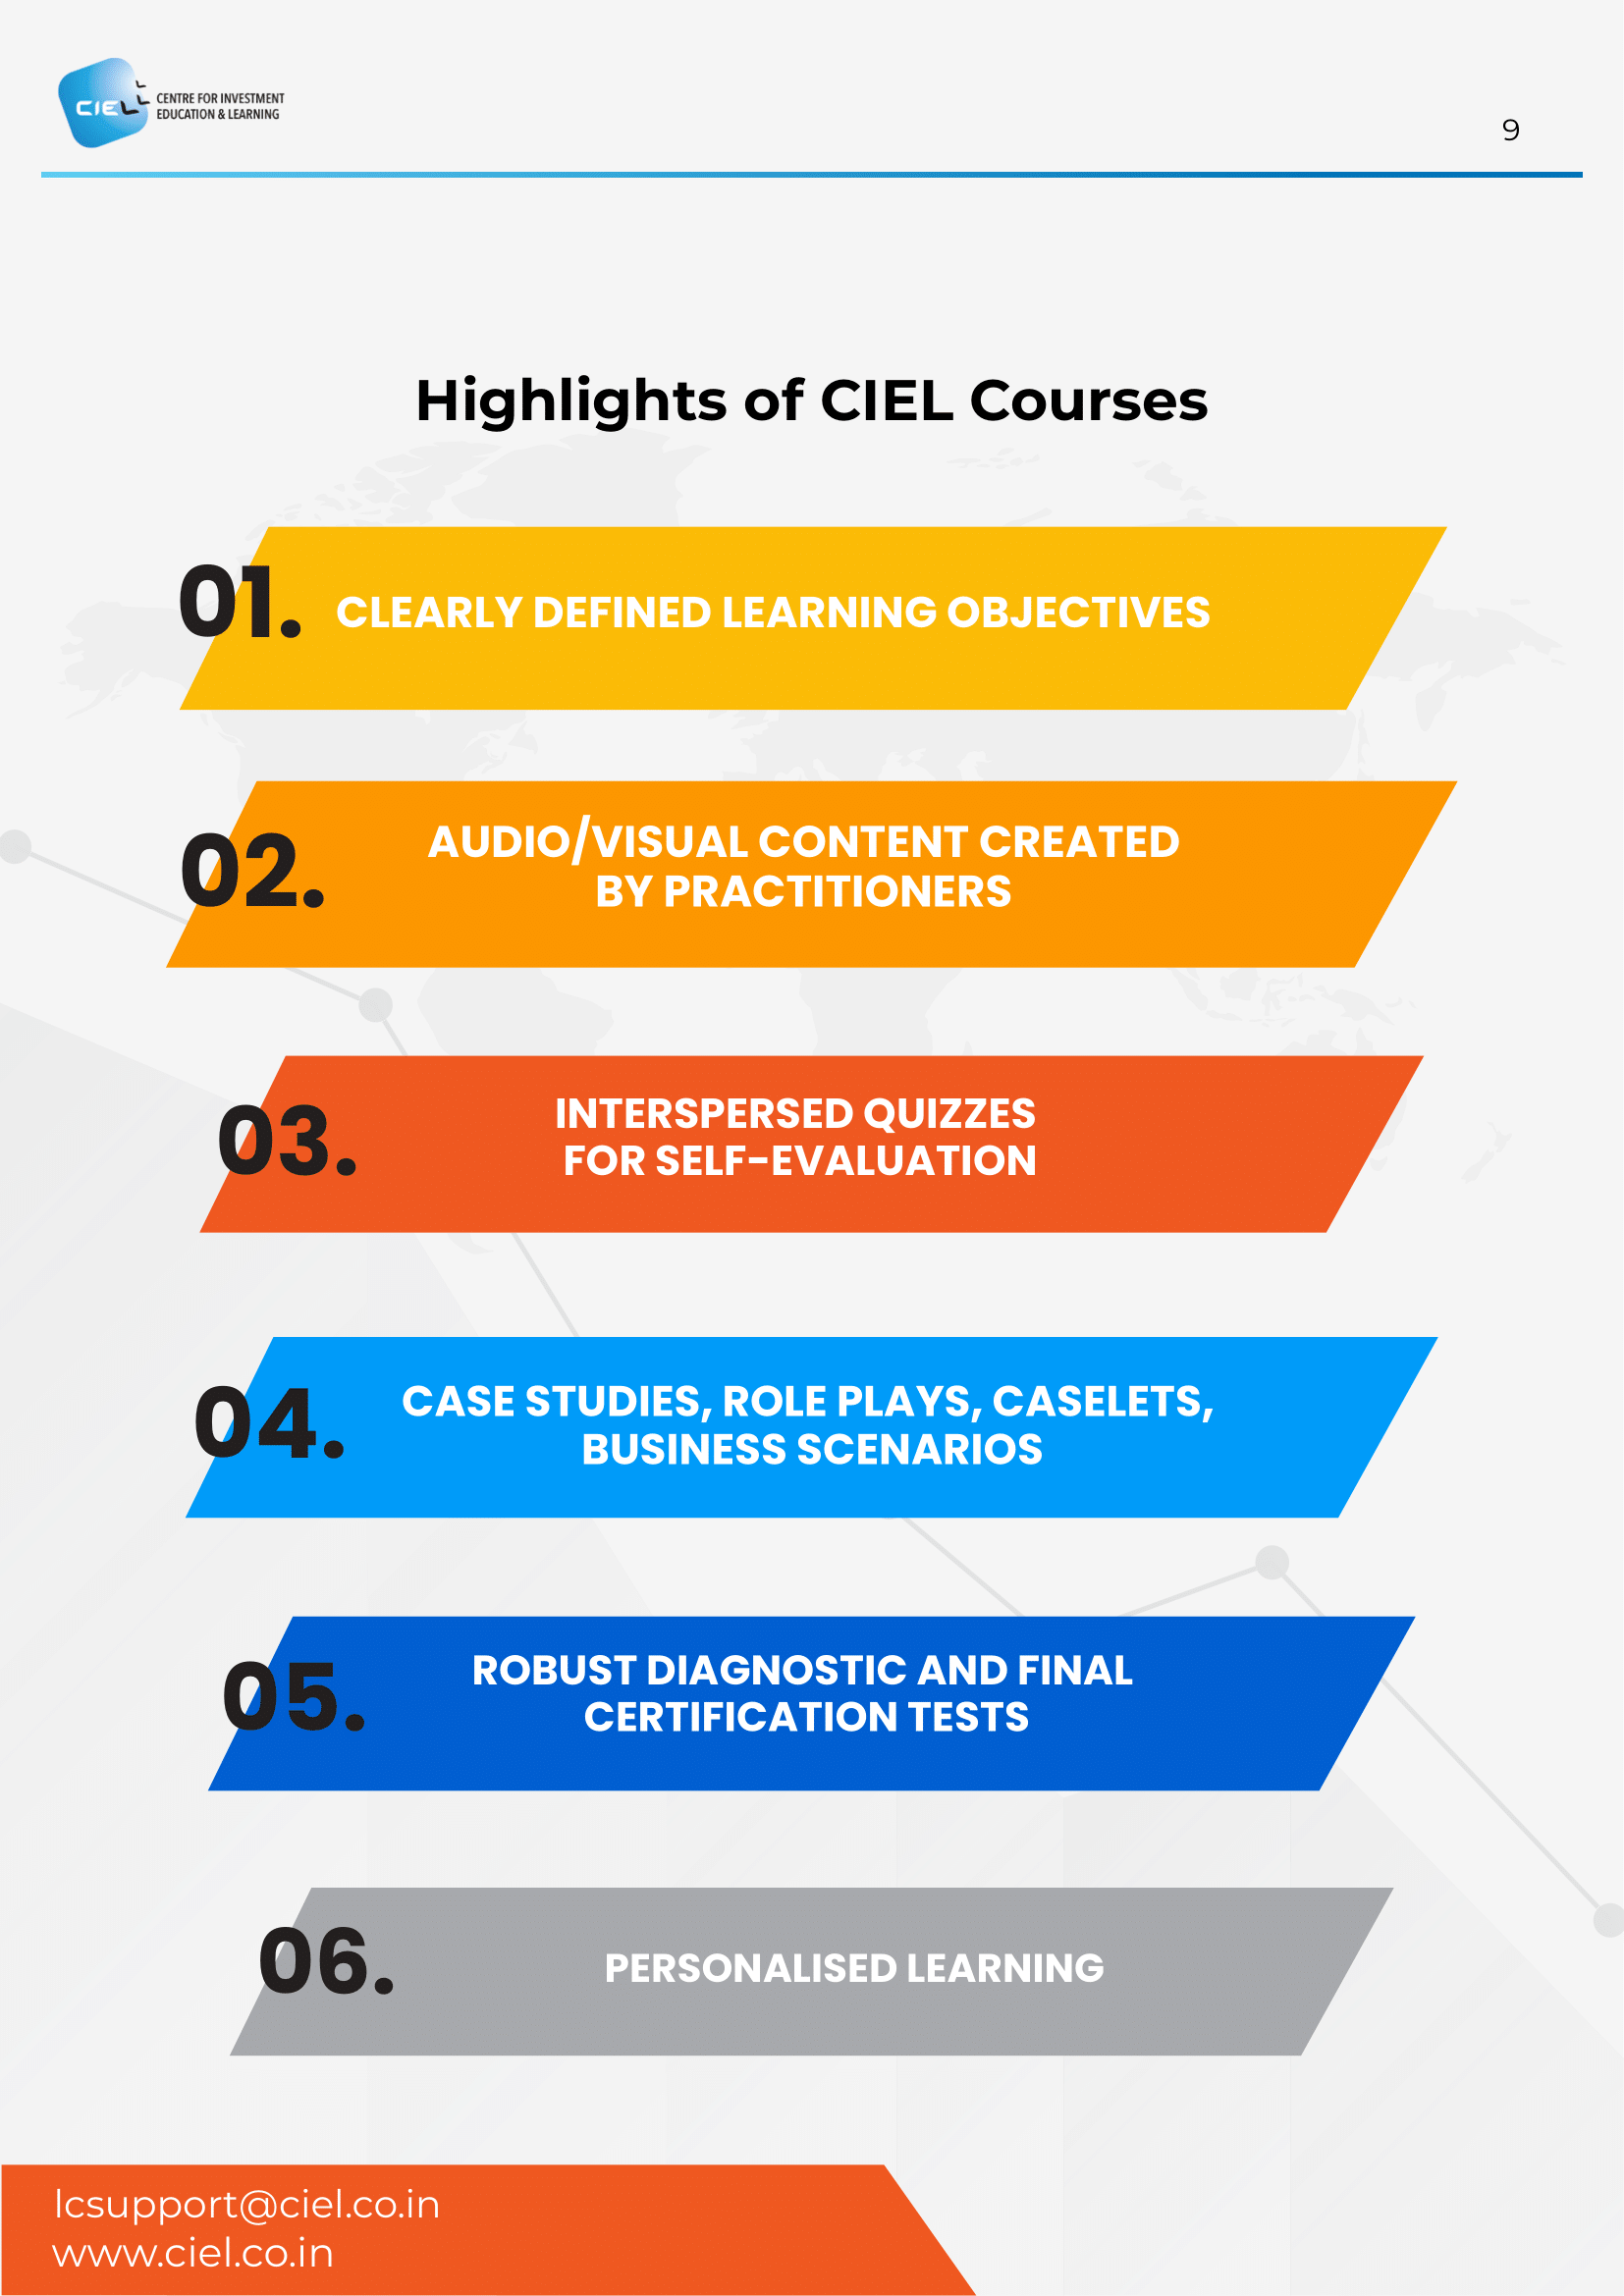 CIEL
CENTRE FOR INVESTMENT
EDUCATION & LEARNING
9
Highlights of CIEL Courses
01. CLEARLY DEFINED LEARNING OBJECTIVES
02. AUDIO/VISUAL CONTENT CREATED
BY PRACTITIONERS
03. INTERSPERSED QUIZZES
FOR SELF-EVALUATION
04. CASE STUDIES, ROLE PLAYS, CASELETS,
BUSINESS SCENARIOS
05. ROBUST DIAGNOSTIC AND FINAL
CERTIFICATION TESTS
06. PERSONALISED LEARNING
lcsupport@ciel.co.in
www.ciel.co.in